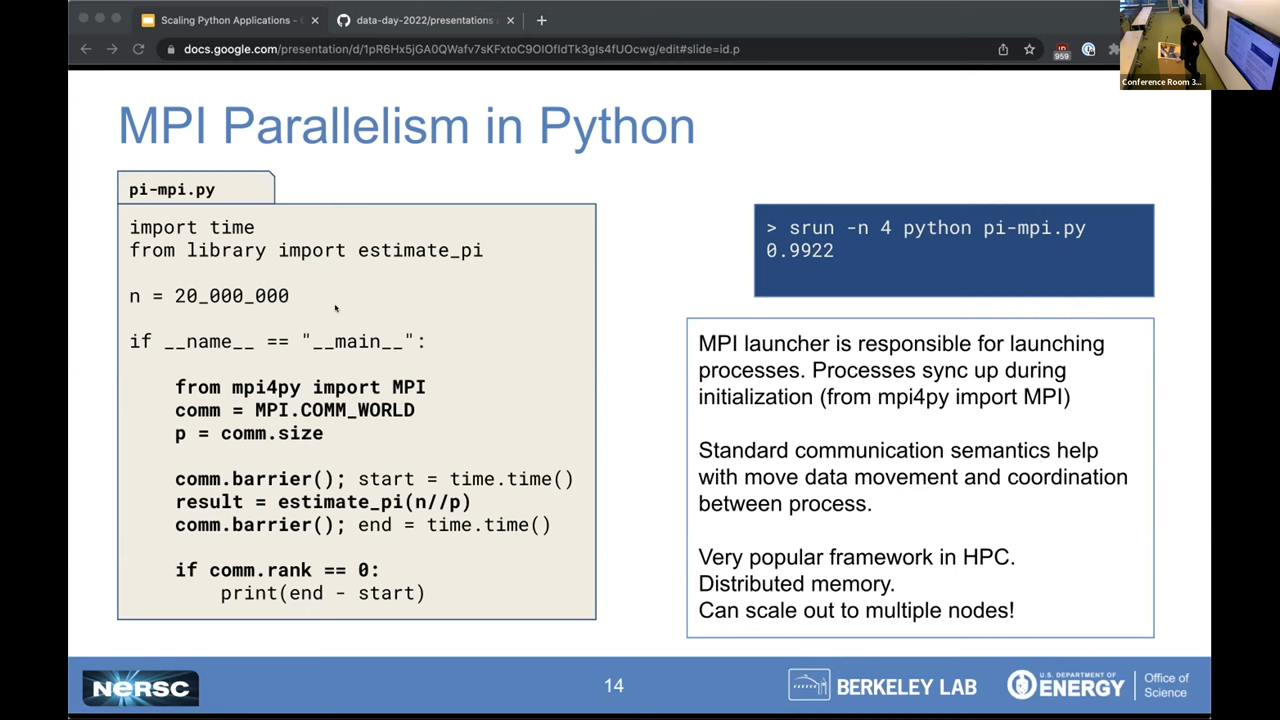 Scaling Python Applications -
data-day-2022/presentations
docs.google.com/presentation/d/1pR6Hx5jGA0QWafv7sKFxtoC9OIOfIdTk3gIs4fUOcwg/edit#slide=id.p
959
Conference Room 3...
MPI Parallelism in Python
pi-mpi.py
import time
from library import estimate_pi
n = 20_000_000
if __name__ == "__main__":
from mpi4py import MPI
comm = MPI.COMM_WORLD
p = comm.size
comm.barrier(); start = time.time()
result = estimate_pi(n//p)
comm.barrier(); end = time.time()
if comm.rank == 0:
print(end - start)
> srun -n 4 python pi-mpi.py
0.9922
MPI launcher is responsible for launching
processes. Processes sync up during
initialization (from mpi4py import MPI)
Standard communication semantics help
with move data movement and coordination
between process.
Very popular framework in HPC.
Distributed memory.
Can scale out to multiple nodes!
NERSC
14
BERKELEY LAB
U.S. DEPARTMENT OF
ENERGY
Office of
Science